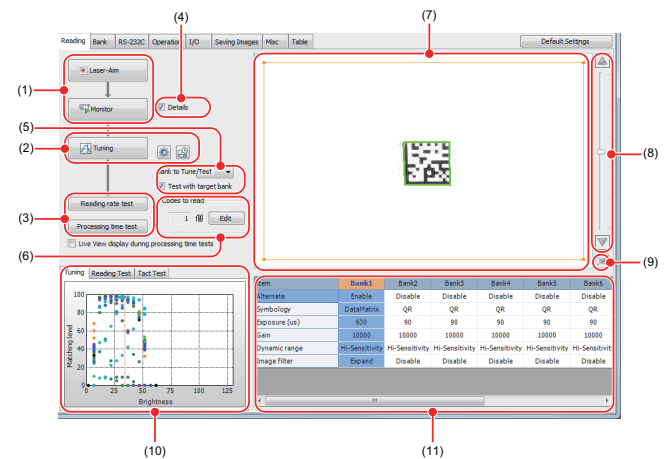 (7)
(4)
Reading Bank RS-232C Operation I/O Saving Images Misc Table Default Settings
Laser-Aim
(1)
Monitor Details
(5)
(2) Tuning
(8)
Bank to Tune/Test
Test with target bank
Codes to read
Reading rate test
(3) 1 Edit
Processing time test
(6) Live View display during processing time tests
(9)
Tuning Reading Test Tact Test
Item Bank1 Bank2 Bank3 Bank4 Bank5 Bank6
Alternate Enable Disable Disable Disable Disable Disable
Symbology DataMatrix QR QR QR QR QR
Exposure (us) 630 90 90 90 90 90
Gain 10000 10000 10000 10000 10000 10000
Dynamic range Hi-Sensitivity Hi-Sensitivity Hi-Sensitivity Hi-Sensitivity Hi-Sensitivity Hi-Sensitivit
Image filter Expand Disable Disable Disable Disable Disable
Matching level
100
80
60
40
20
0
0 25 50 75 100 125
Brightness
(10)
(11)